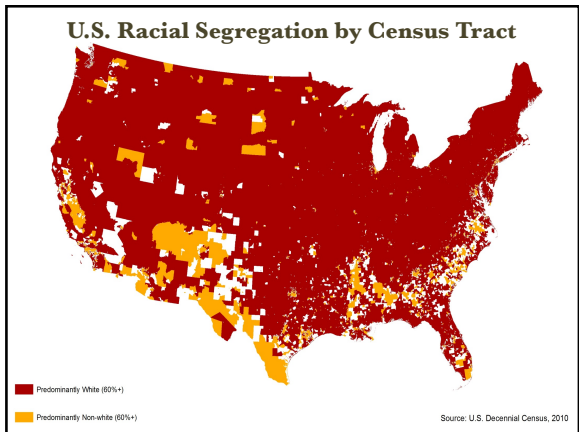 U.S. Racial Segregation by Census Tract
Predominantly White (60%+)
Predominantly Non-white (60%+)
Source: U.S. Decennial Census, 2010